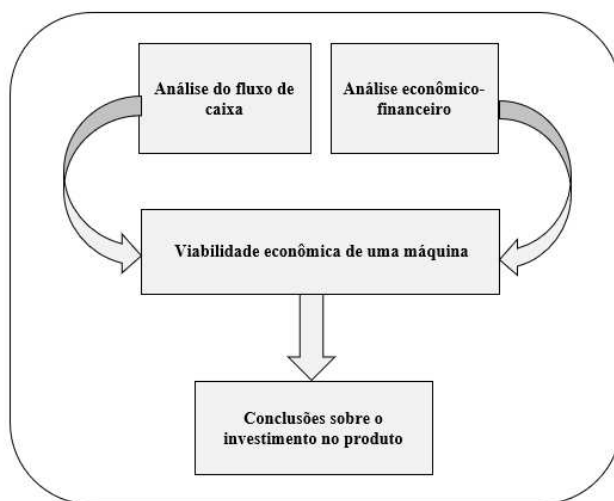 Análise do fluxo de
caixa
Análise econômico-
financeiro
Viabilidade econômica de uma máquina
Conclusões sobre o
investimento no produto